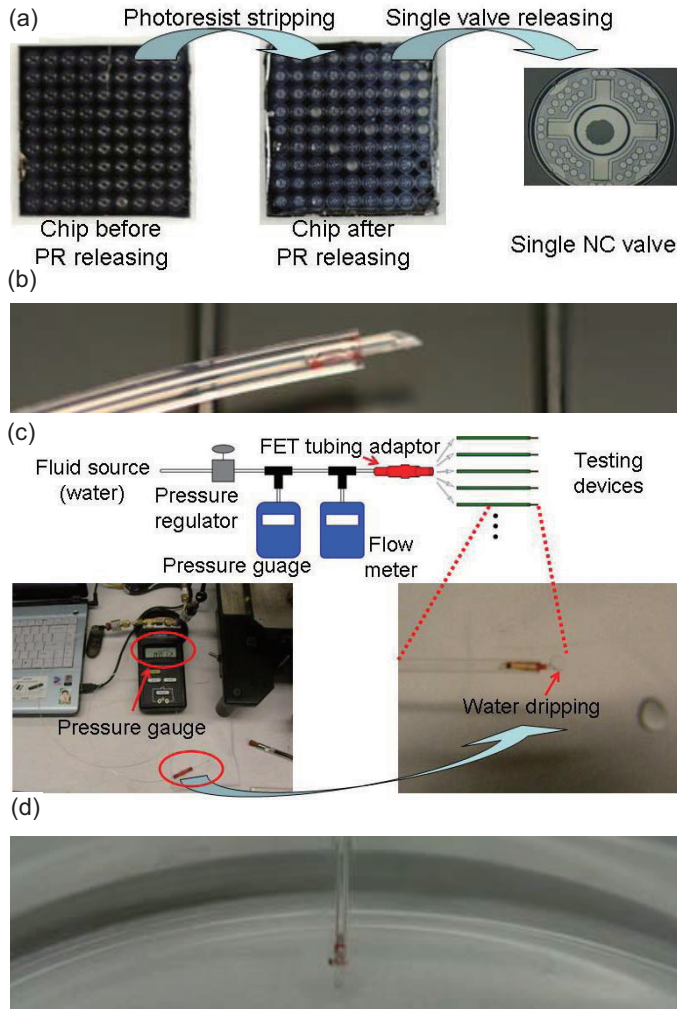 (a)
Photoresist stripping
Single valve releasing
Chip before
PR releasing
Chip after
PR releasing
Single NC valve
(b)
(c)
FET tubing adaptor
Fluid source
(water)
Pressure
regulator
Pressure guage
Flow
meter
Testing
devices
Pressure gauge
Water dripping
(d)